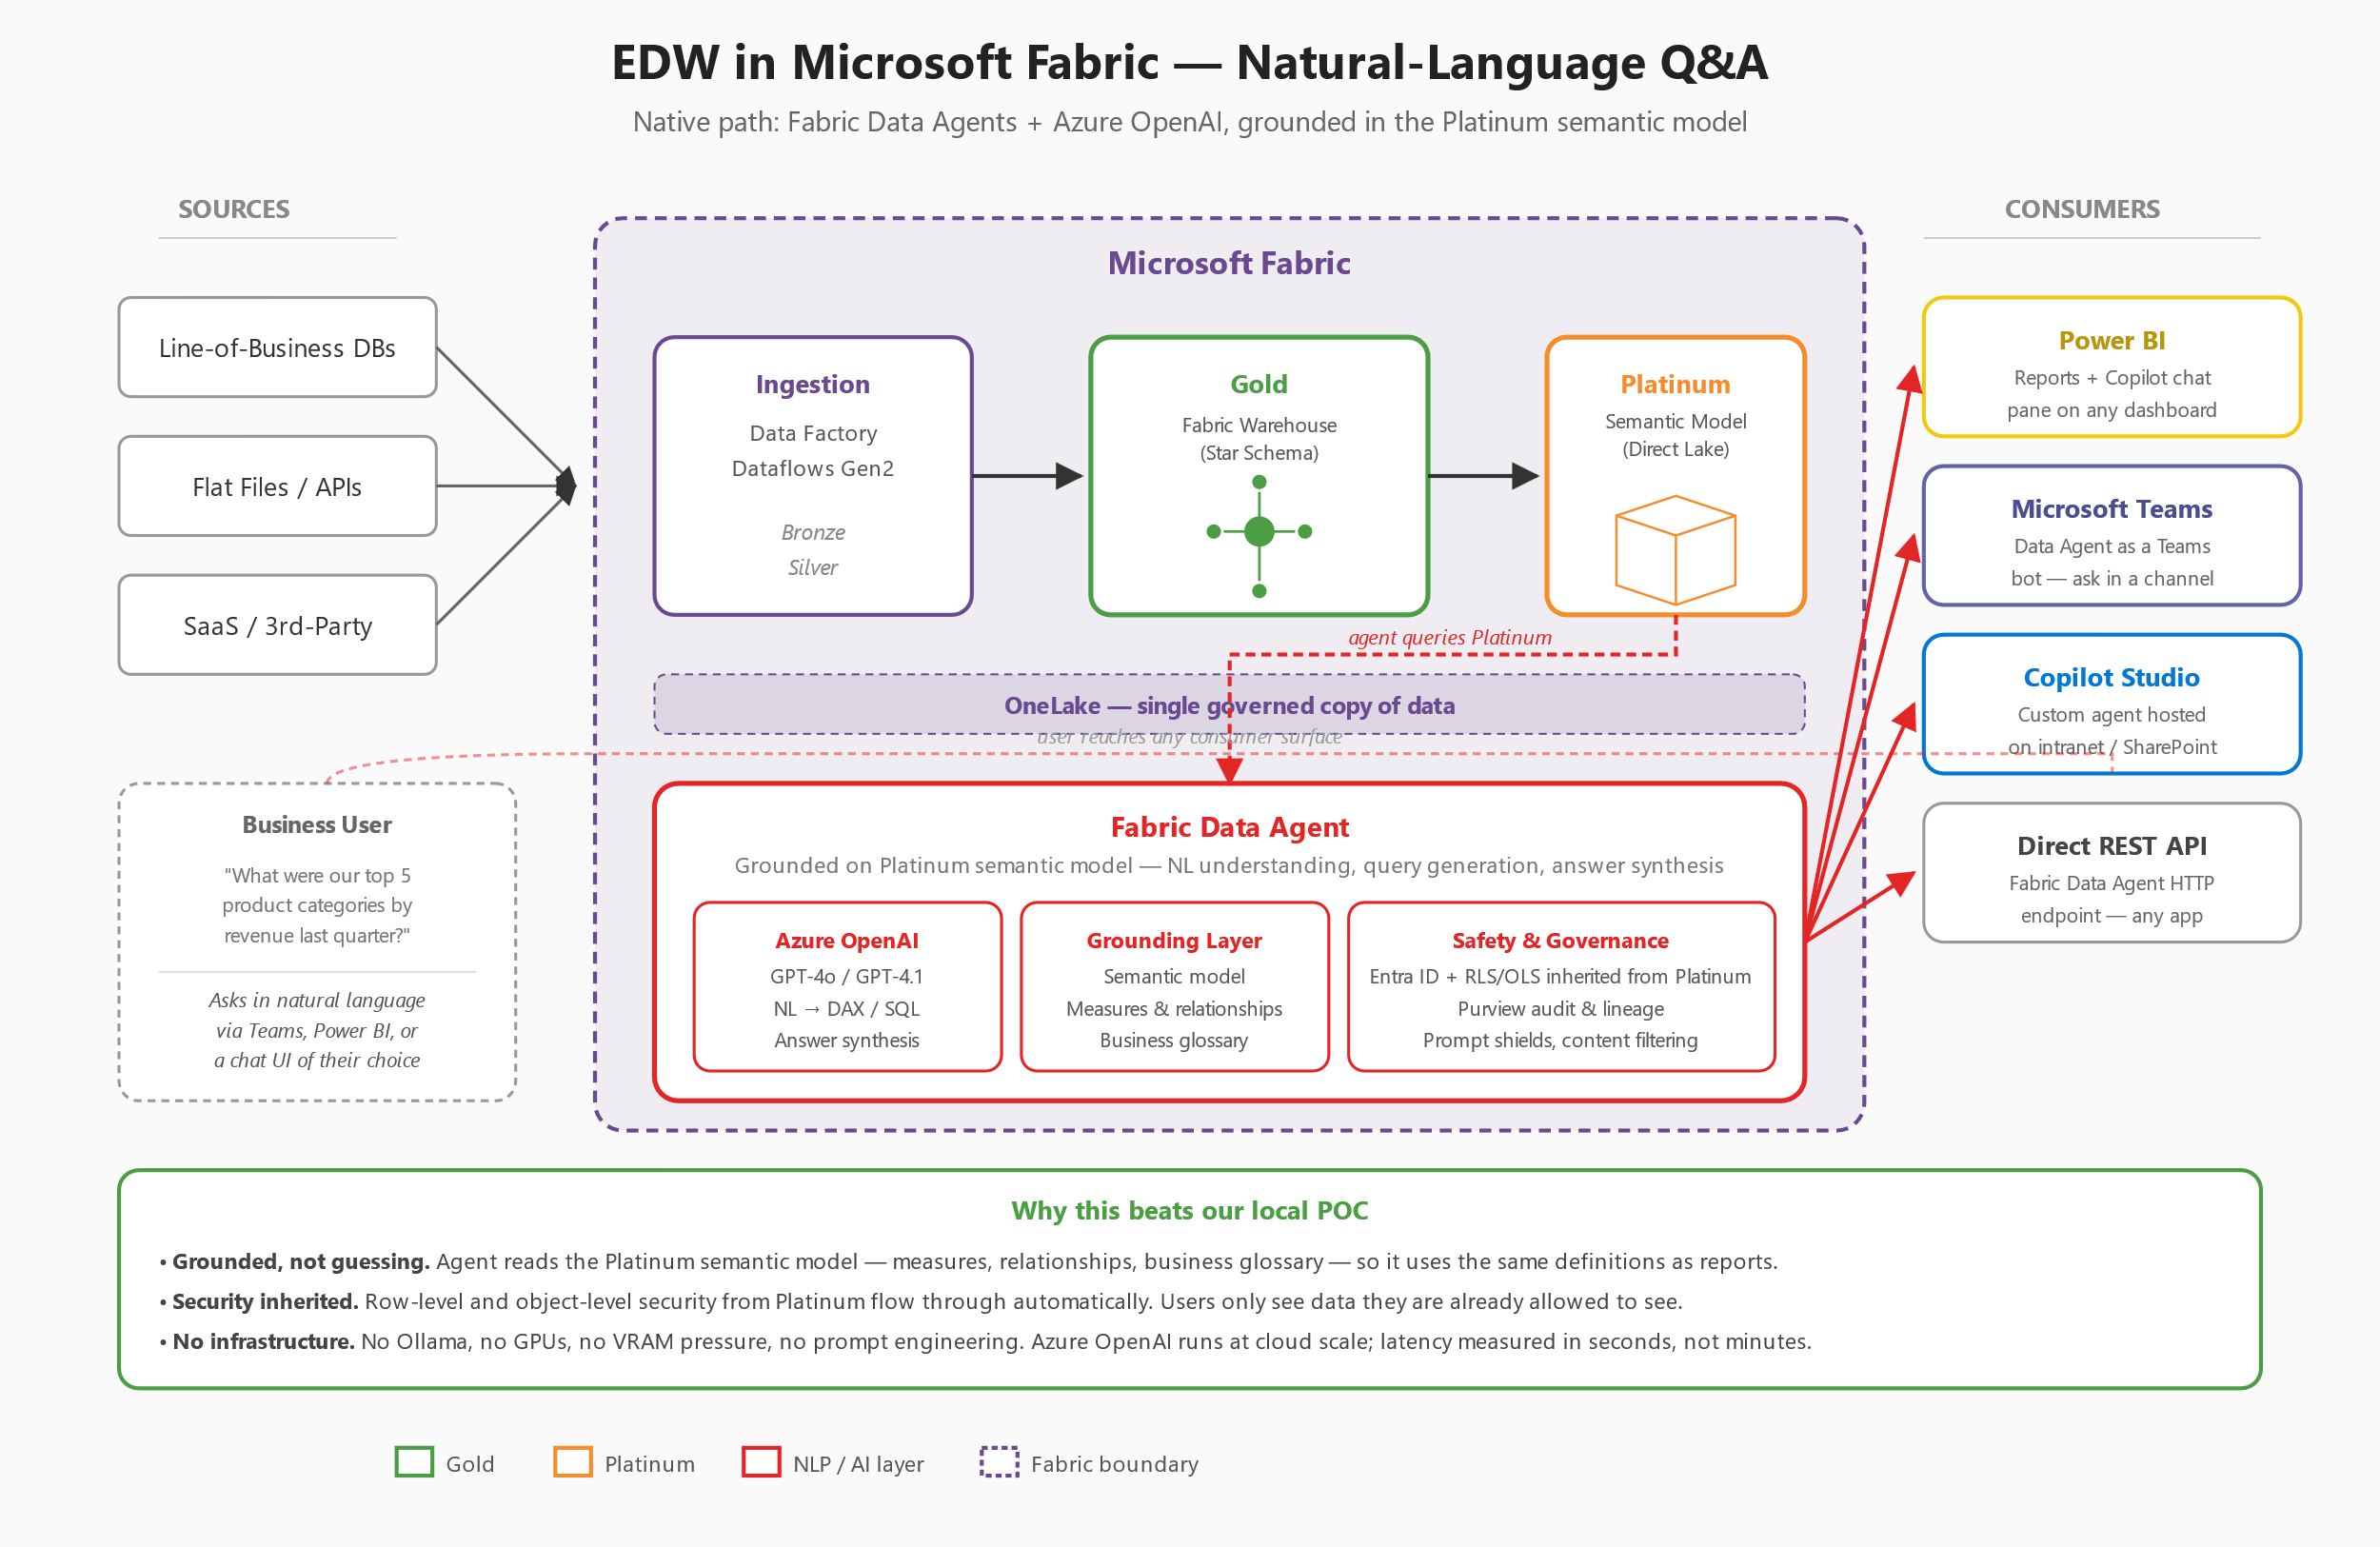 EDW in Microsoft Fabric — Natural-Language Q&A
Native path: Fabric Data Agents + Azure OpenAI, grounded in the Platinum semantic model
SOURCES
Line-of-Business DBs
Flat Files / APIs
SaaS / 3rd-Party
Business User
"What were our top 5
product categories by
revenue last quarter?"
Asks in natural language
via Teams, Power BI, or
a chat UI of their choice
Microsoft Fabric
Ingestion
Data Factory
Dataflows Gen2
Bronze
Silver
Gold
Fabric Warehouse
(Star Schema)
Platinum
Semantic Model
(Direct Lake)
agent queries Platinum
OneLake — single governed copy of data
user reaches any consumer surface
Fabric Data Agent
Grounded on Platinum semantic model — NL understanding, query generation, answer synthesis
Azure OpenAI
GPT-4o / GPT-4.1
NL → DAX / SQL
Answer synthesis
Grounding Layer
Semantic model
Measures & relationships
Business glossary
Safety & Governance
Entra ID + RLS/OLS inherited from Platinum
Purview audit & lineage
Prompt shields, content filtering
CONSUMERS
Power BI
Reports + Copilot chat
pane on any dashboard
Microsoft Teams
Data Agent as a Teams
bot — ask in a channel
Copilot Studio
Custom agent hosted
on intranet / SharePoint
Direct REST API
Fabric Data Agent HTTP
endpoint — any app
Why this beats our local POC
• Grounded, not guessing. Agent reads the Platinum semantic model — measures, relationships, business glossary — so it uses the same definitions as reports.
• Security inherited. Row-level and object-level security from Platinum flow through automatically. Users only see data they are already allowed to see.
• No infrastructure. No Ollama, no GPUs, no VRAM pressure, no prompt engineering. Azure OpenAI runs at cloud scale; latency measured in seconds, not minutes.
Gold
Platinum
NLP / AI layer
Fabric boundary